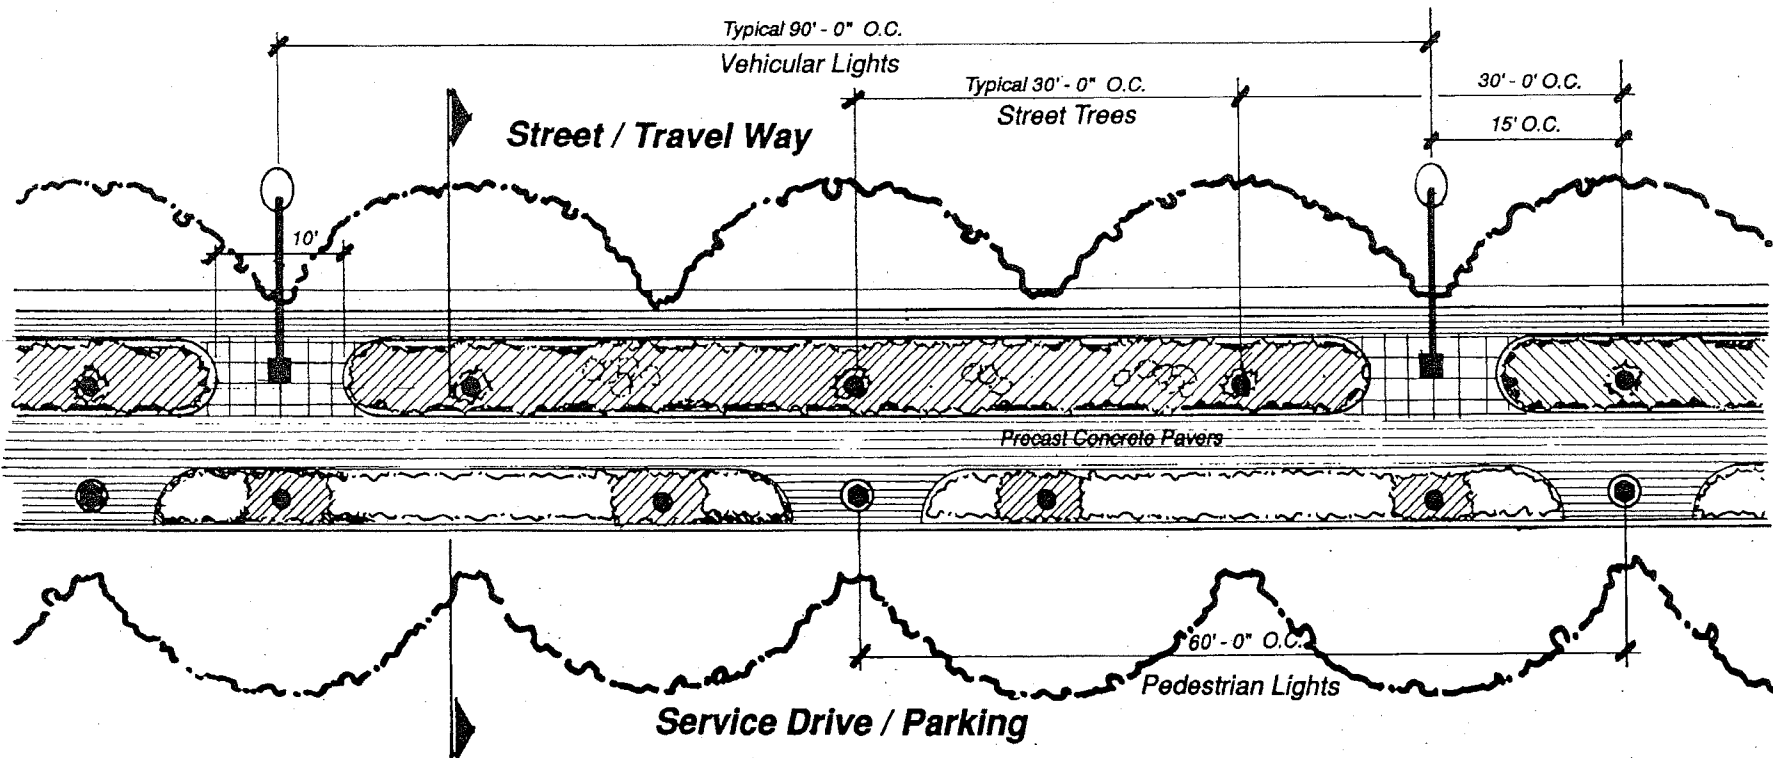 Typical 90' - 0" O.C.
Vehicular Lights
Typical 30' - 0" O.C.
Street Trees
30' - 0' O.C.
15' O.C.
Street / Travel Way
10'
Precast Concrete Pavers
60' - 0" O.C.
Pedestrian Lights
Service Drive / Parking